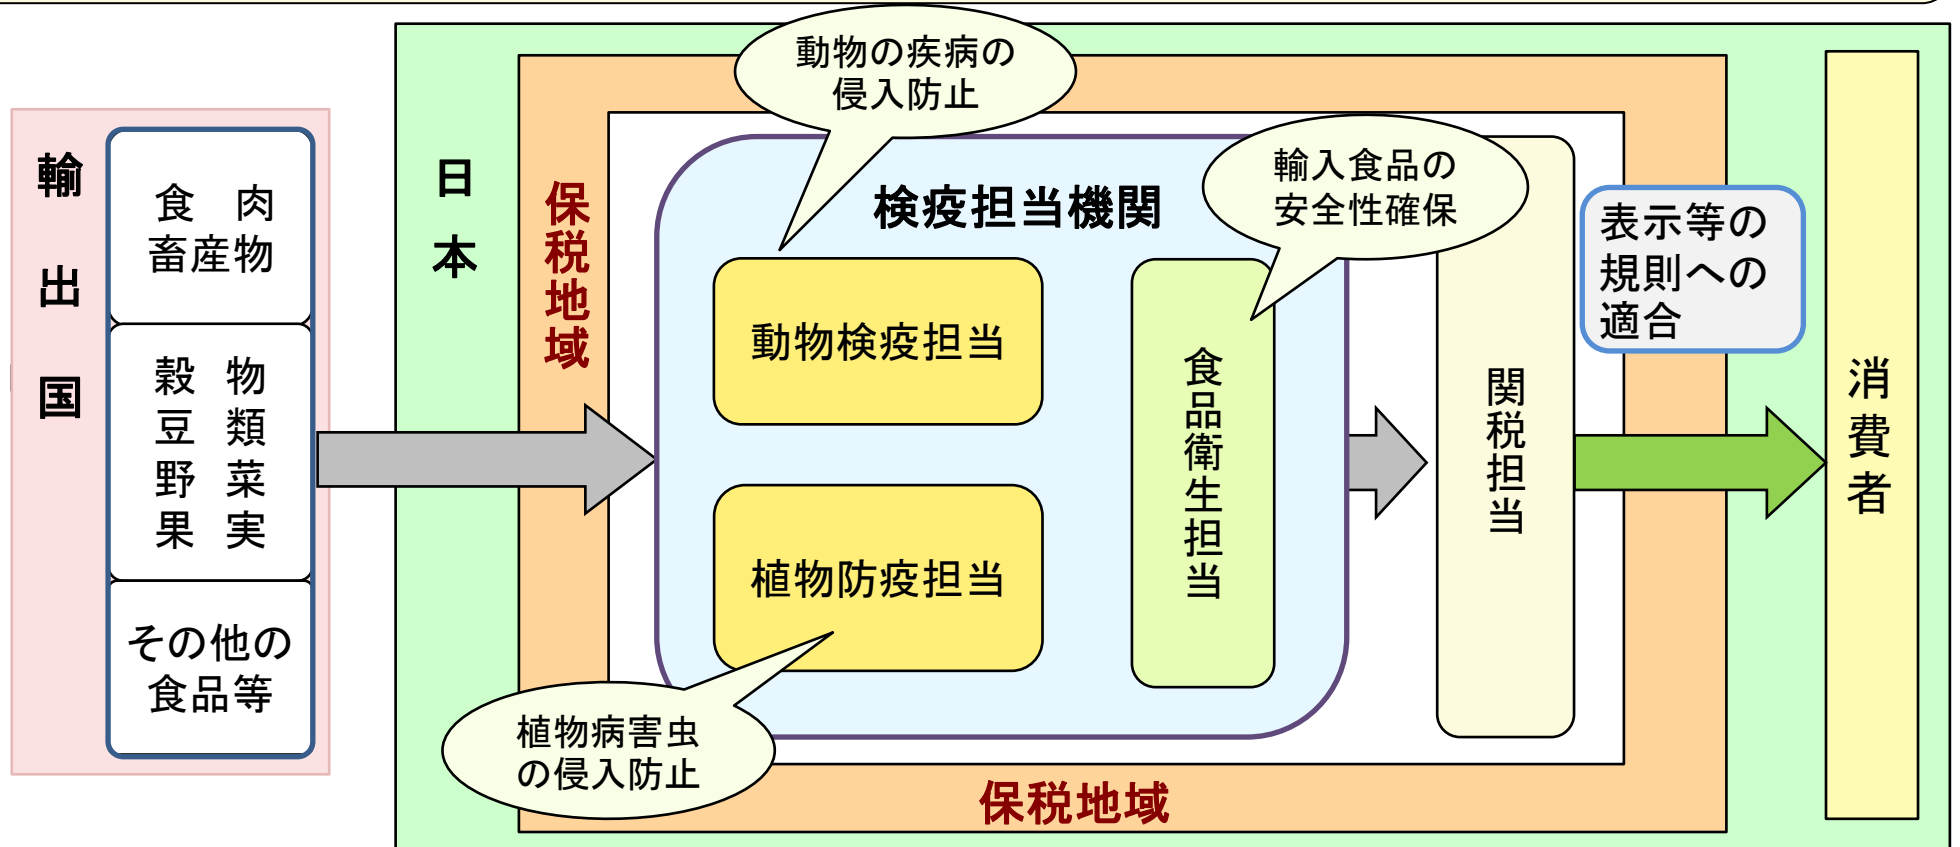 輸出国
食　肉
畜産物
穀　物
豆　類
野　菜
果　実
その他の
食品等
日本
保税地域
動物の疾病の
侵入防止
検疫担当機関
輸入食品の
安全性確保
動物検疫担当
植物防疫担当
食品衛生担当
植物病害虫
の侵入防止
関税担当
表示等の
規則への
適合
消費者
保税地域